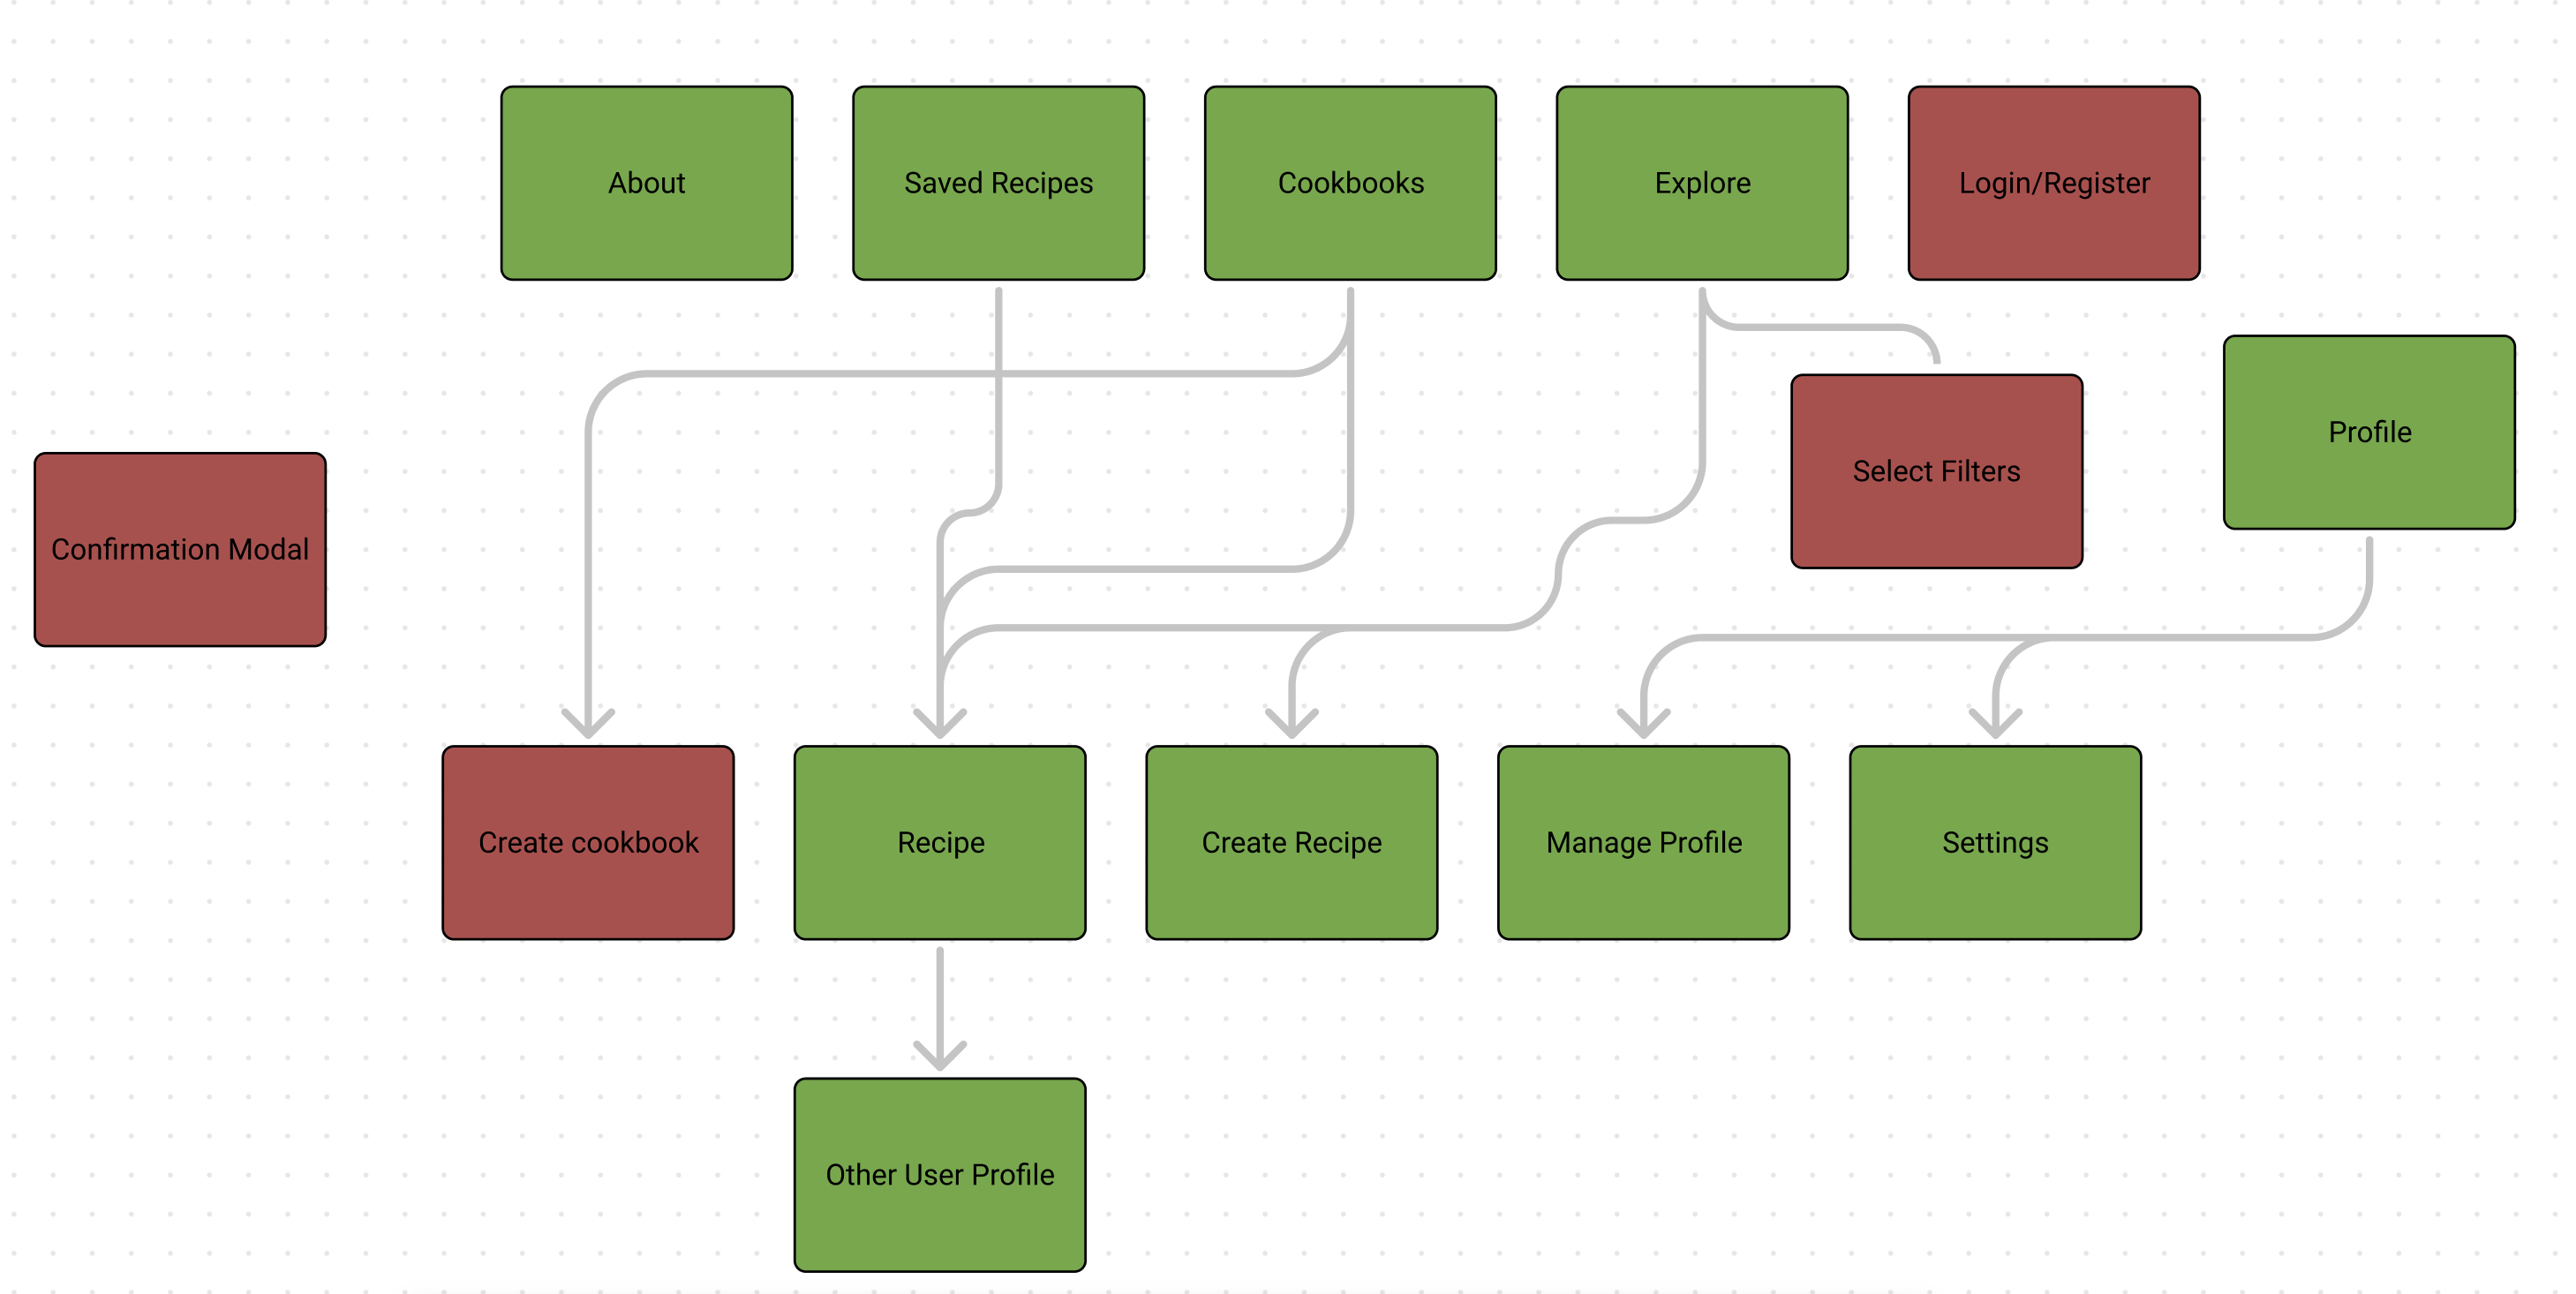 About
Saved Recipes
Cookbooks
Explore
Login/Register
Profile
Select Filters
Confirmation Modal
Create cookbook
Recipe
Create Recipe
Manage Profile
Settings
Other User Profile